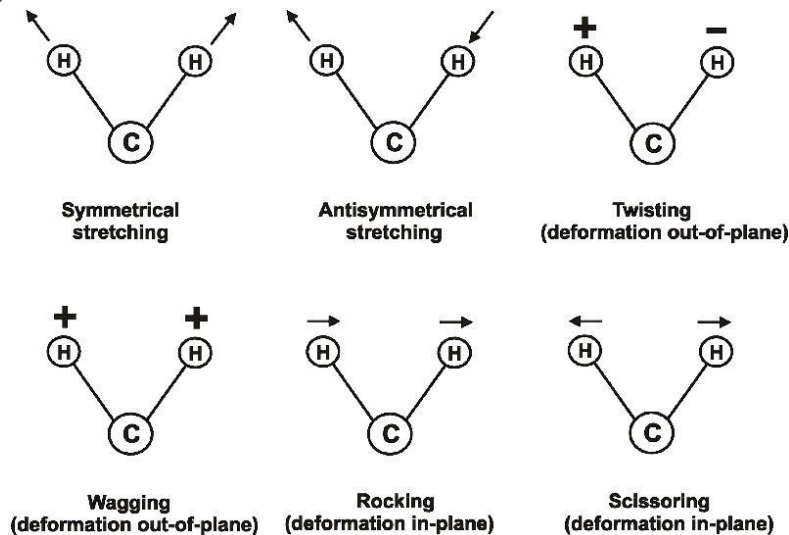 + −
H H H H H H
C C C
Symmetrical Antisymmetrical Twisting
stretching stretching (deformation out-of-plane)
+ +
H H H H H H
C C C
Wagging Rocking Scissoring
(deformation out-of-plane) (deformation in-plane) (deformation in-plane)